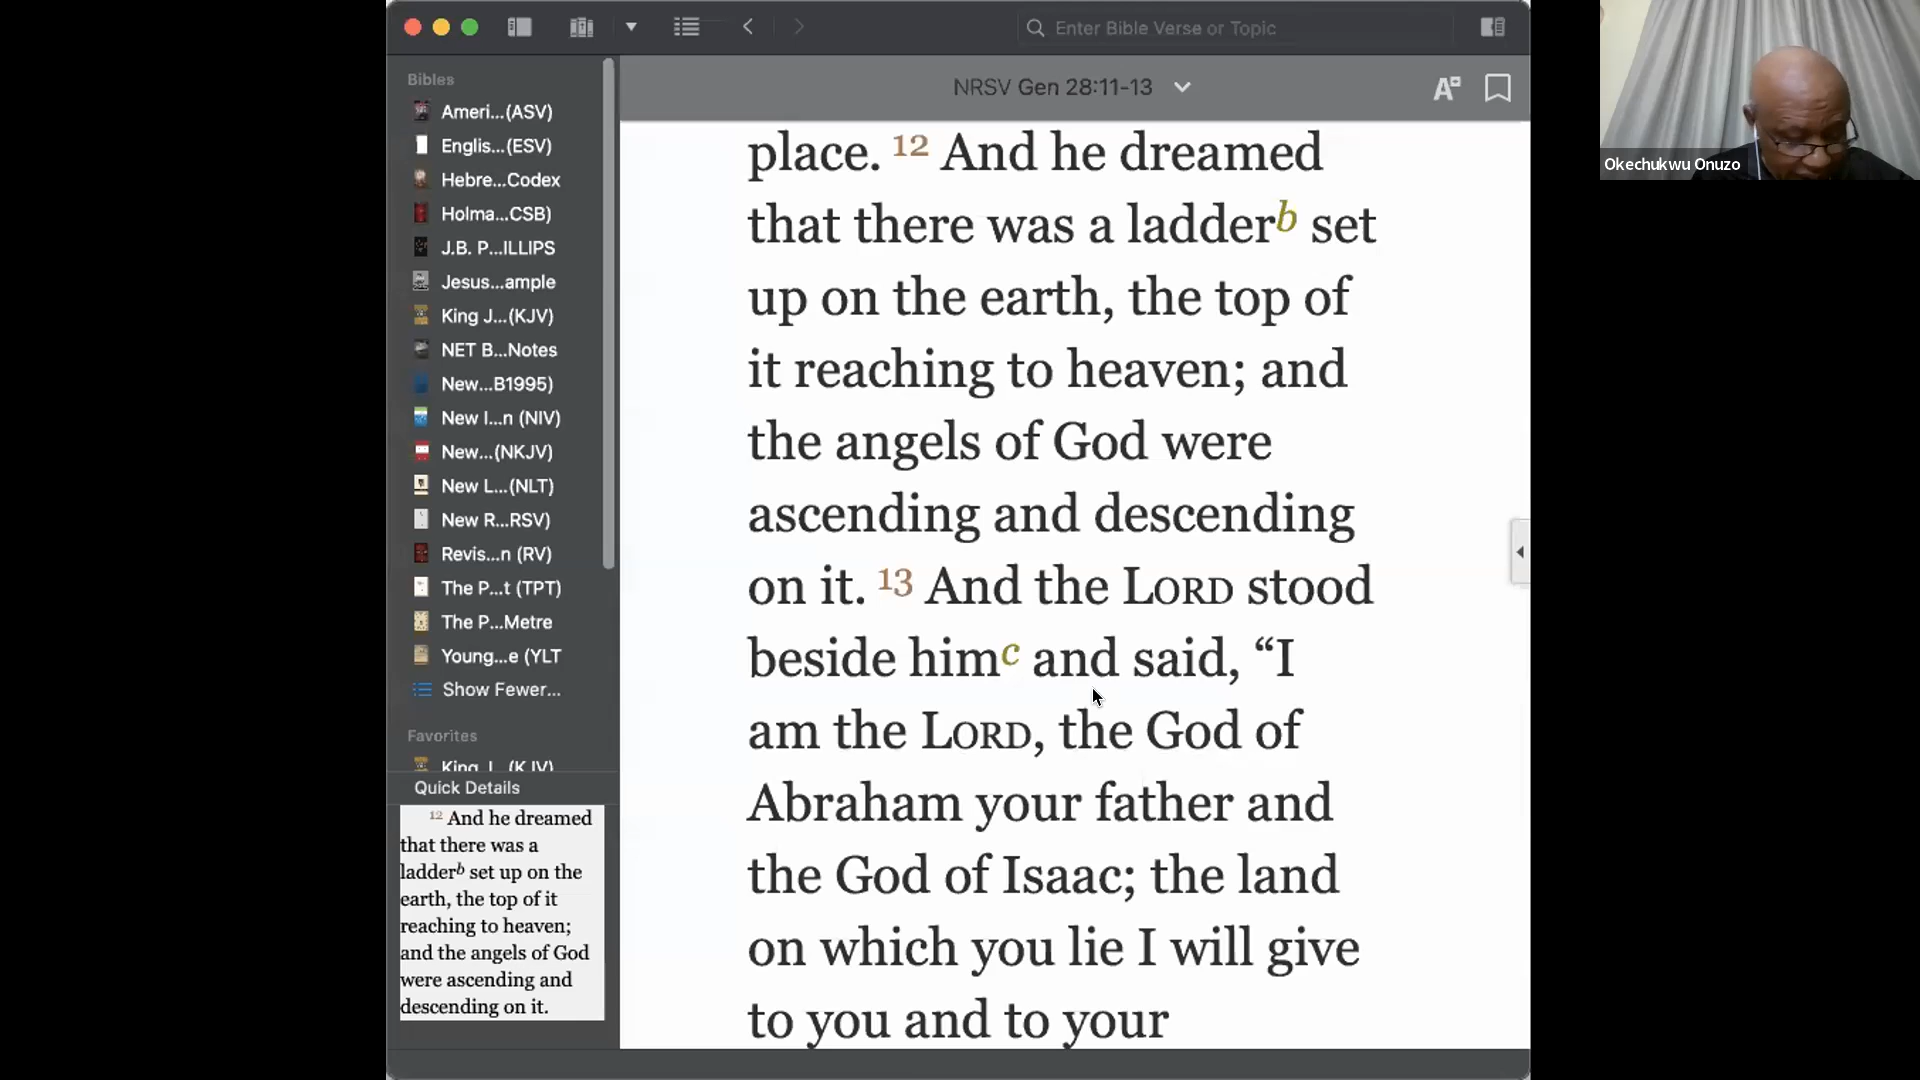 Enter Bible Verse or Topic
Bibles
Ameri...(ASV)
Englis...(ESV)
Hebre...Codex
Holma...CSB)
J.B. P...ILLIPS
Jesus...ample
King J...(KJV)
NET B...Notes
New...B1995)
New I...n (NIV)
New...(NKJV)
New L...(NLT)
New R...RSV)
Revis...n (RV)
The P...t (TPT)
The P...Metre
Young...e (YLT
Show Fewer...
Favorites
King J...(KJV)
Quick Details
12 And he dreamed
that there was a
ladderb set up on the
earth, the top of it
reaching to heaven;
and the angels of God
were ascending and
descending on it.
NRSV Gen 28:11-13
A
place. 12 And he dreamed
that there was a ladderb set
up on the earth, the top of
it reaching to heaven; and
the angels of God were
ascending and descending
on it. 13 And the LORD stood
beside himc and said, “I
am the LORD, the God of
Abraham your father and
the God of Isaac; the land
on which you lie I will give
to you and to your
Okechukwu Onuzo